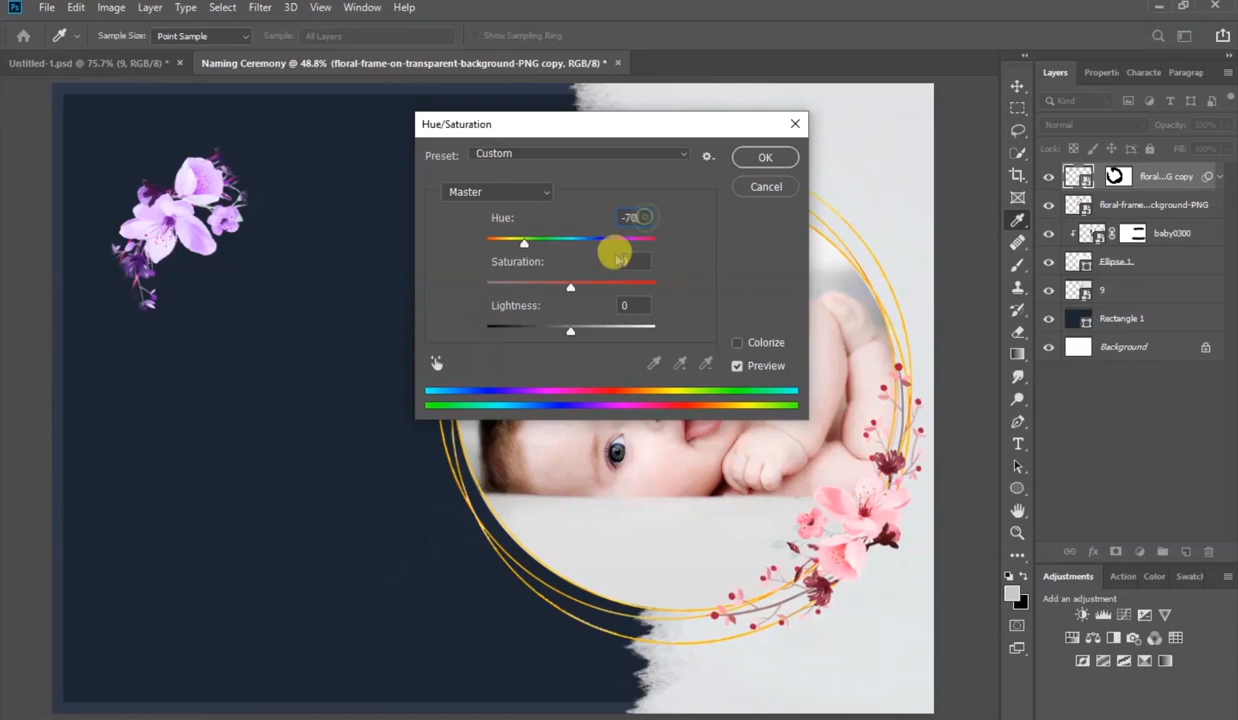 Ps File Edit Image Layer Type Select Filter 3D View Window Help
Sample Size: Point Sample Sample: All Layers Show Sampling Ring
Untitled-1.psd @ 75.7% (9, RGB/8) * × Naming Ceremony @ 48.8% (floral-frame-on-transparent-background-PNG copy, RGB/8) * ×
Hue/Saturation
Preset: Custom
OK
Cancel
Master
Hue: -70
Saturation:
Lightness: 0
Colorize
Preview
Layers Properti Characte Paragrap
Kind
Normal Opacity: 100%
Lock: Fill: 100%
floral...G copy
floral-frame...ckground-PNG
baby0300
Ellipse 1
9
Rectangle 1
Background
fx
Adjustments Action Color Swatcl
Add an adjustment